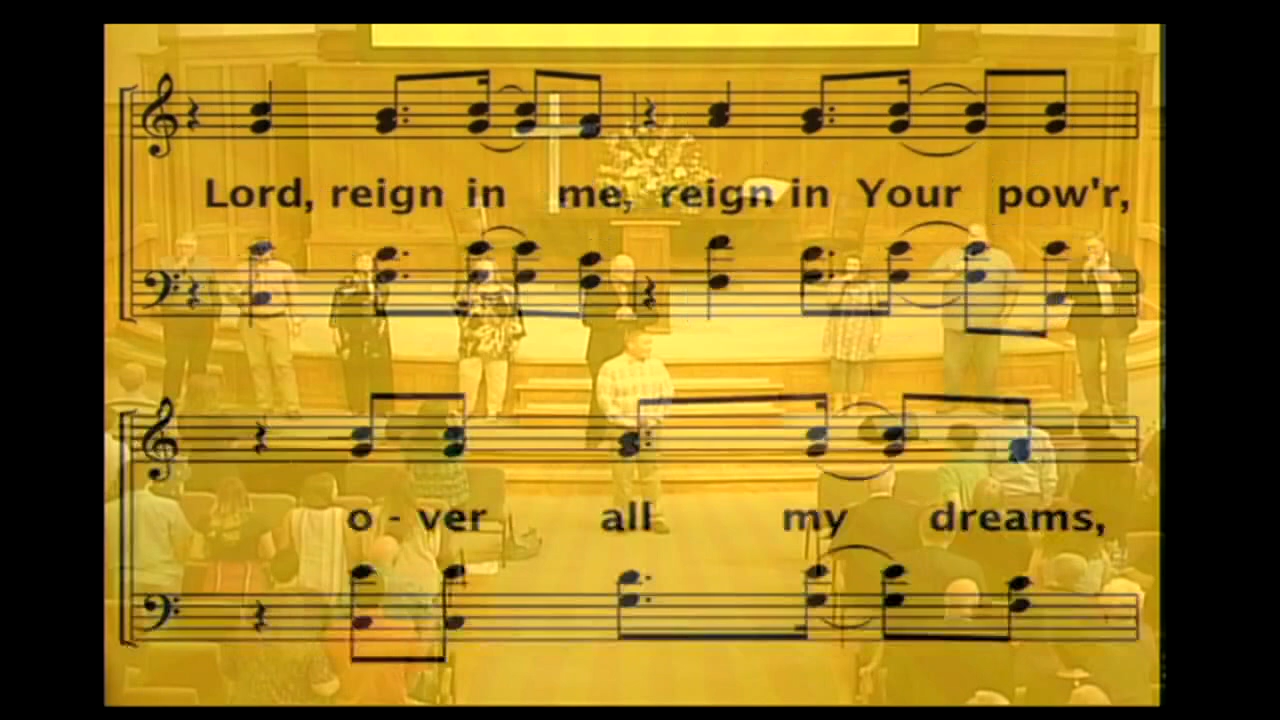 Lord, reign in me, reign in Your pow'r,
o - ver all my dreams,